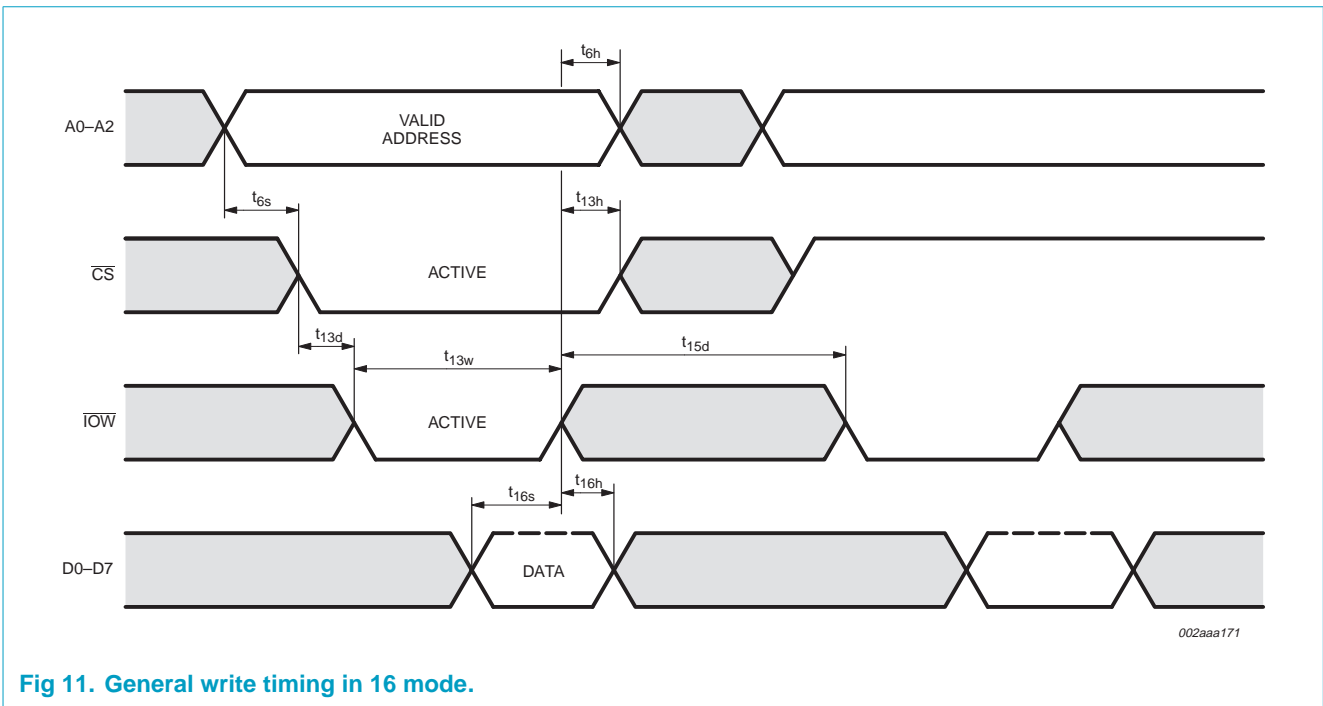 t6h
A0–A2
VALID
ADDRESS
t6s
t13h
CS
ACTIVE
t13d
t13w
t15d
IOW
ACTIVE
t16s
t16h
D0–D7
DATA
002aaa171
Fig 11. General write timing in 16 mode.